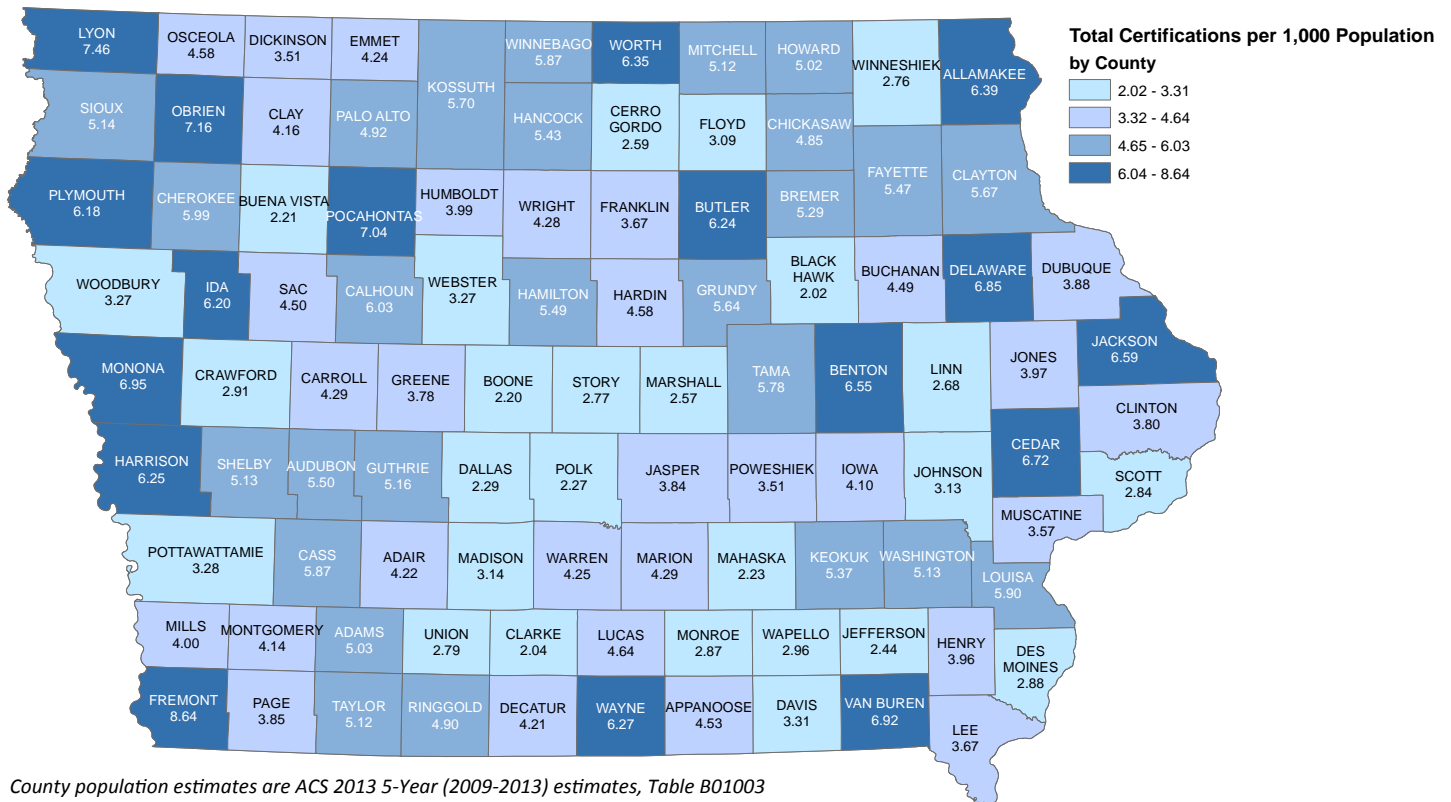 Total Certifications per 1,000 Population
by County
2.02 - 3.31
3.32 - 4.64
4.65 - 6.03
6.04 - 8.64
LYON
7.46
OSCEOLA
4.58
DICKINSON
3.51
EMMET
4.24
KOSSUTH
5.70
WINNEBAGO
5.87
WORTH
6.35
MITCHELL
5.12
HOWARD
5.02
WINNESHIEK
2.76
ALLAMAKEE
6.39
SIOUX
5.14
OBRIEN
7.16
CLAY
4.16
PALO ALTO
4.92
HANCOCK
5.43
CERRO
GORDO
2.59
FLOYD
3.09
CHICKASAW
4.85
FAYETTE
5.47
CLAYTON
5.67
PLYMOUTH
6.18
CHEROKEE
5.99
BUENA VISTA
2.21
POCAHONTAS
7.04
HUMBOLDT
3.99
WRIGHT
4.28
FRANKLIN
3.67
BUTLER
6.24
BREMER
5.29
WOODBURY
3.27
IDA
6.20
SAC
4.50
CALHOUN
6.03
WEBSTER
3.27
HAMILTON
5.49
HARDIN
4.58
GRUNDY
5.64
BLACK
HAWK
2.02
BUCHANAN
4.49
DELAWARE
6.85
DUBUQUE
3.88
MONONA
6.95
CRAWFORD
2.91
CARROLL
4.29
GREENE
3.78
BOONE
2.20
STORY
2.77
MARSHALL
2.57
TAMA
5.78
BENTON
6.55
LINN
2.68
JONES
3.97
JACKSON
6.59
CLINTON
3.80
HARRISON
6.25
SHELBY
5.13
AUDUBON
5.50
GUTHRIE
5.16
DALLAS
2.29
POLK
2.27
JASPER
3.84
POWESHIEK
3.51
IOWA
4.10
JOHNSON
3.13
CEDAR
6.72
SCOTT
2.84
MUSCATINE
3.57
POTTAWATTAMIE
3.28
CASS
5.87
ADAIR
4.22
MADISON
3.14
WARREN
4.25
MARION
4.29
MAHASKA
2.23
KEOKUK
5.37
WASHINGTON
5.13
LOUISA
5.90
MILLS
4.00
MONTGOMERY
4.14
ADAMS
5.03
UNION
2.79
CLARKE
2.04
LUCAS
4.64
MONROE
2.87
WAPELLO
2.96
JEFFERSON
2.44
HENRY
3.96
DES
MOINES
2.88
FREMONT
8.64
PAGE
3.85
TAYLOR
5.12
RINGGOLD
4.90
DECATUR
4.21
WAYNE
6.27
APPANOOSE
4.53
DAVIS
3.31
VAN BUREN
6.92
LEE
3.67
County population estimates are ACS 2013 5-Year (2009-2013) estimates, Table B01003